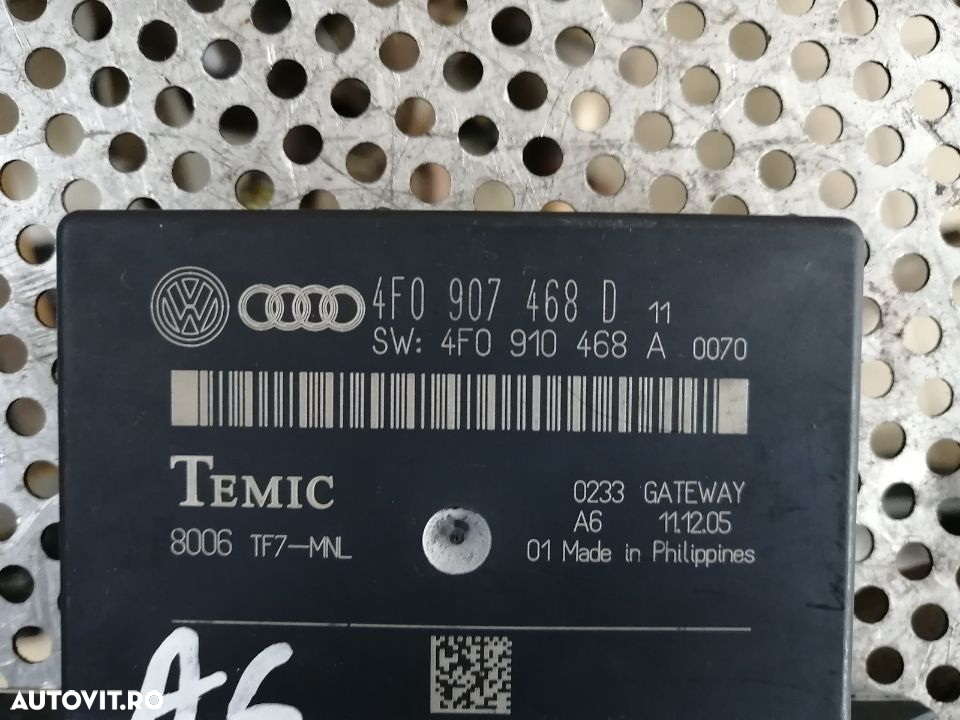 4F0 907 468 D 11
SW: 4F0 910 468 A 0070
TEMIC
0233 GATEWAY
A6 11.12.05
8006 TF7-MNL
01 Made in Philippines
A6
AUTOVIT.RO